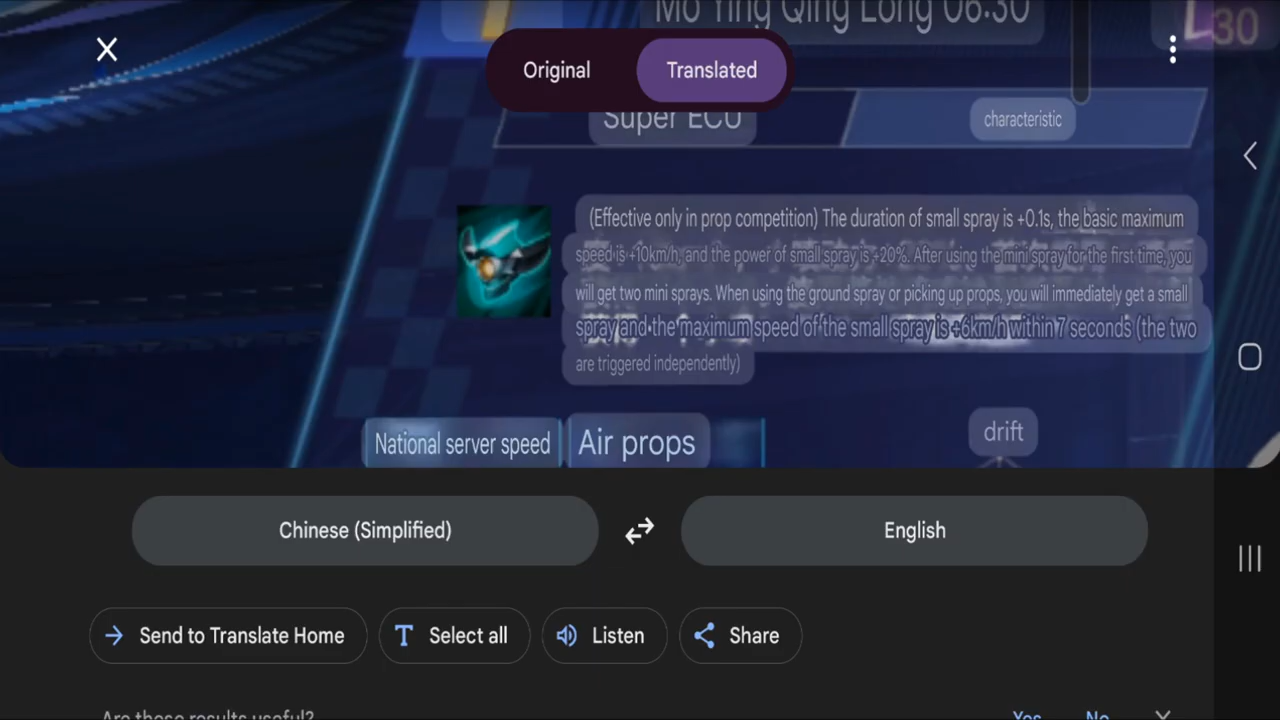 Mo Ying Qing Long 06:30
L30
Original
Translated
Super ECU
characteristic
(Effective only in prop competition) The duration of small spray is +0.1s, the basic maximum
speed is +10km/h, and the power of small spray is +20%. After using the mini spray for the first time, you
will get two mini sprays. When using the ground spray or picking up props, you will immediately get a small
spray and the maximum speed of the small spray is +6km/h within 7 seconds (the two
are triggered independently)
National server speed
Air props
drift
Chinese (Simplified)
English
Send to Translate Home
Select all
Listen
Share
Are these results useful?
Yes
No